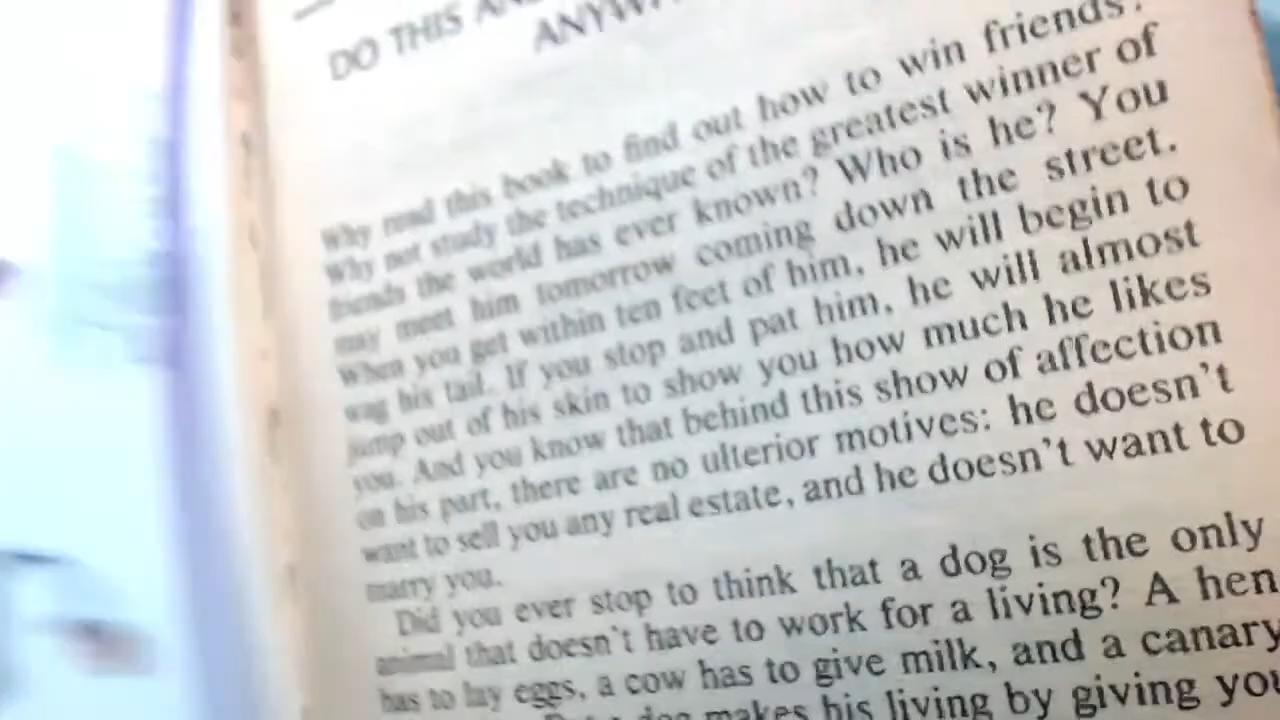 DO THIS AN
ANYW
Why read this book to find out how to win friends?
Why not study the technique of the greatest winner of
friends the world has ever known? Who is he? You
may meet him tomorrow coming down the street.
When you get within ten feet of him, he will begin to
wag his tail. If you stop and pat him, he will almost
jump out of his skin to show you how much he likes
you. And you know that behind this show of affection
on his part, there are no ulterior motives: he doesn't
want to sell you any real estate, and he doesn't want to
marry you.
Did you ever stop to think that a dog is the only
animal that doesn't have to work for a living? A hen
has to lay eggs, a cow has to give milk, and a canary
dog makes his living by giving you